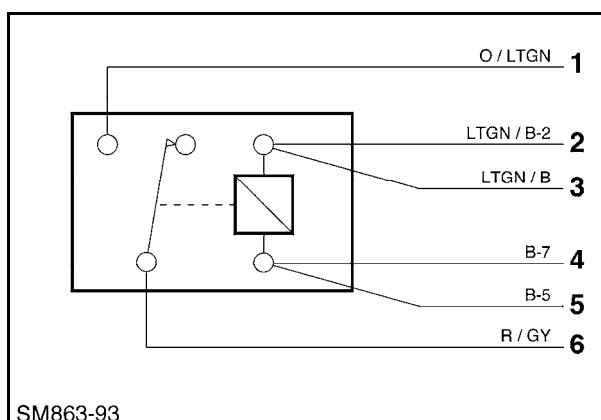 O / LTGN 1
LTGN / B-2 2
LTGN / B 3
B-7 4
B-5 5
R / GY 6
SM863-93